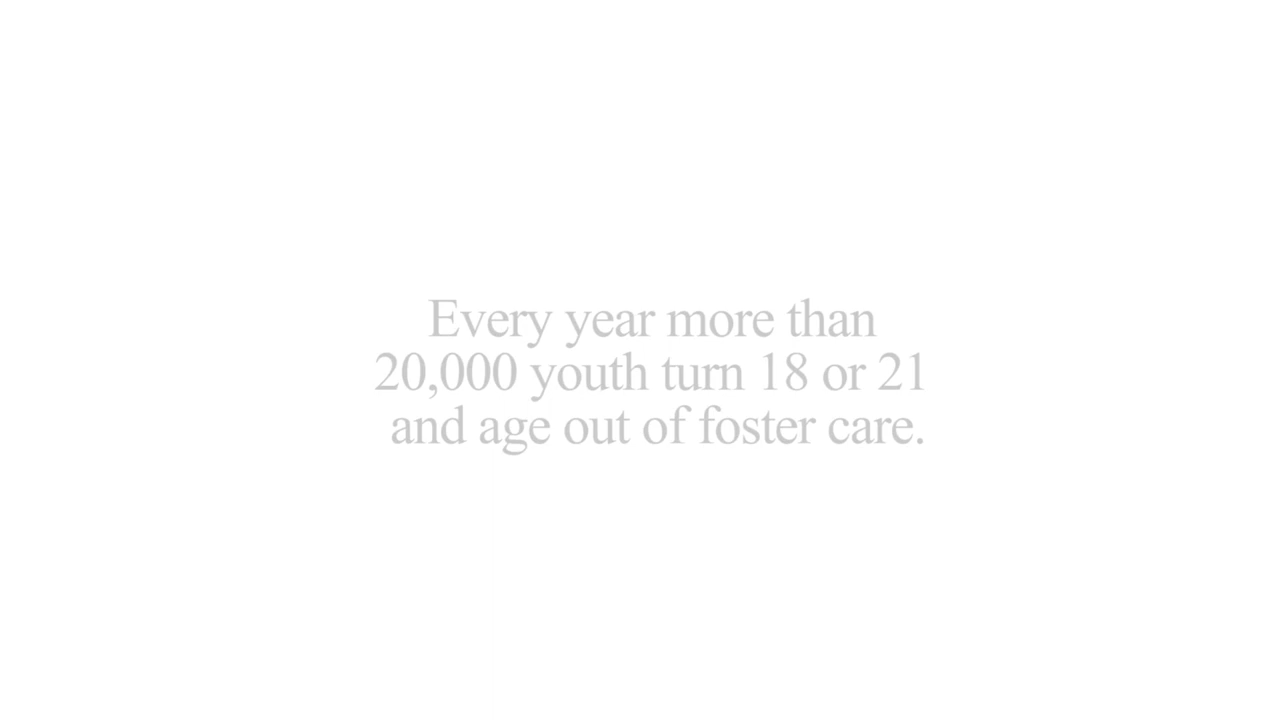 Every year more than
20,000 youth turn 18 or 21
and age out of foster care.